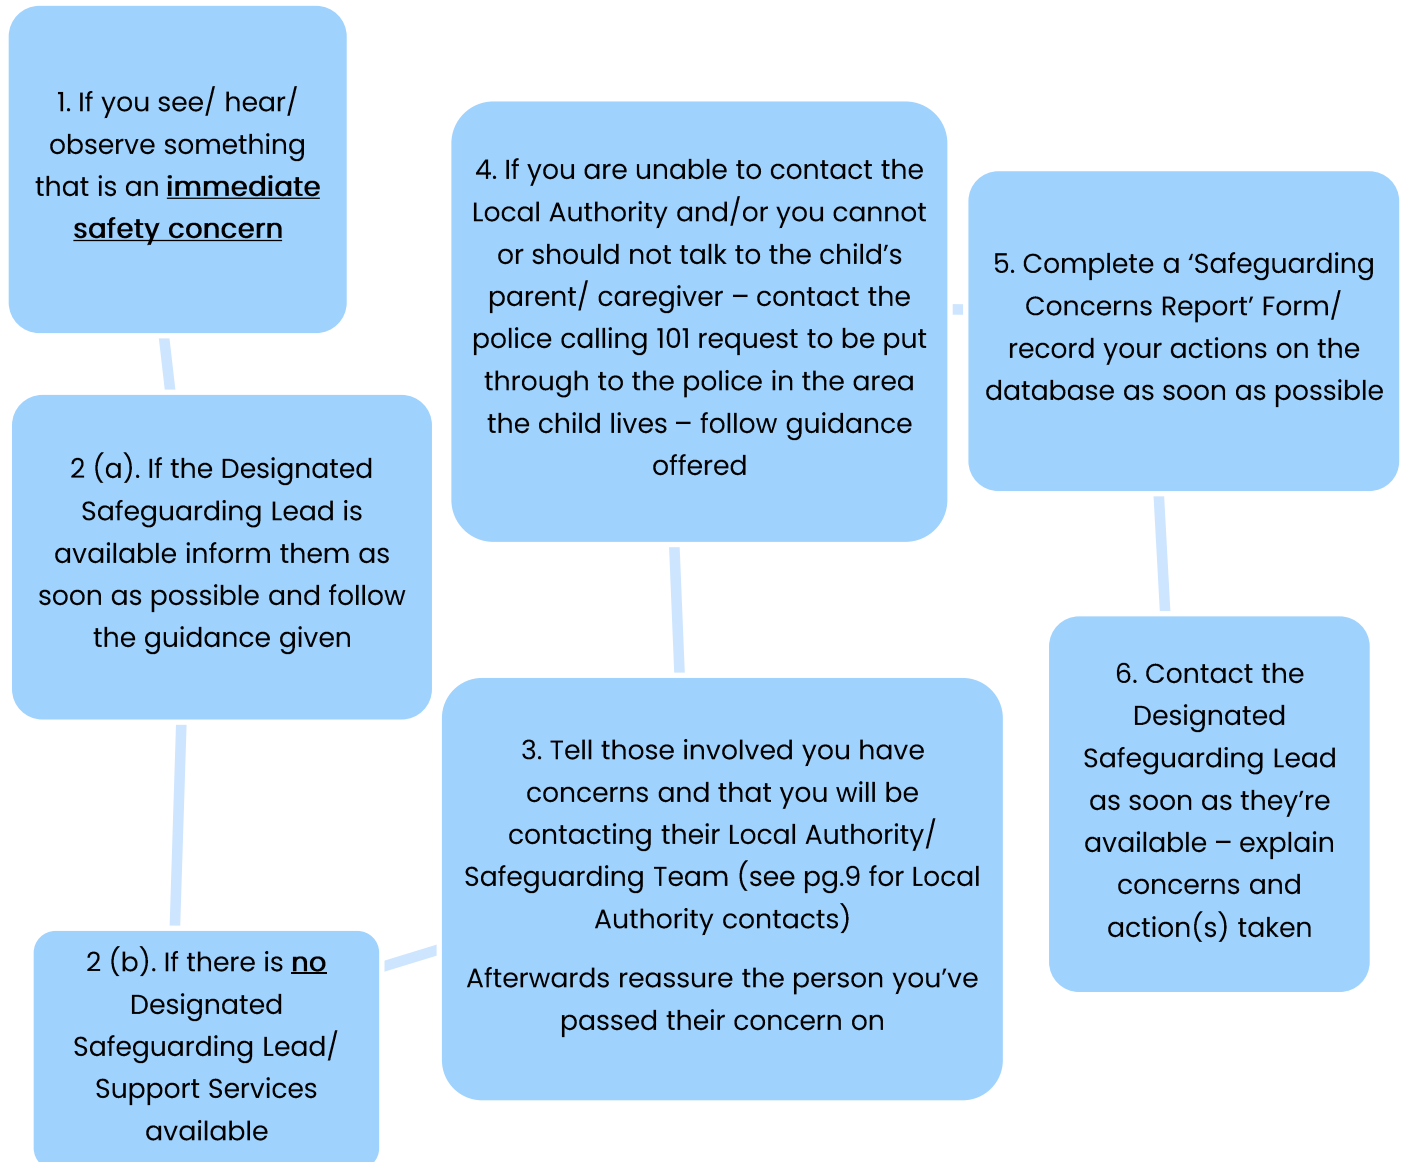 1. If you see/ hear/
observe something
that is an immediate
safety concern
2 (a). If the Designated
Safeguarding Lead is
available inform them as
soon as possible and follow
the guidance given
2 (b). If there is no
Designated
Safeguarding Lead/
Support Services
available
3. Tell those involved you have
concerns and that you will be
contacting their Local Authority/
Safeguarding Team (see pg.9 for Local
Authority contacts)
Afterwards reassure the person you’ve
passed their concern on
4. If you are unable to contact the
Local Authority and/or you cannot
or should not talk to the child’s
parent/ caregiver – contact the
police calling 101 request to be put
through to the police in the area
the child lives – follow guidance
offered
5. Complete a ‘Safeguarding
Concerns Report’ Form/
record your actions on the
database as soon as possible
6. Contact the
Designated
Safeguarding Lead
as soon as they’re
available – explain
concerns and
action(s) taken